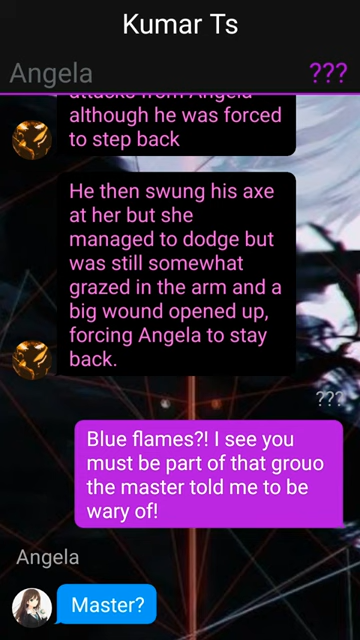 Kumar Ts
Angela ???
attacks from Angela
although he was forced
to step back
He then swung his axe
at her but she
managed to dodge but
was still somewhat
grazed in the arm and a
big wound opened up,
forcing Angela to stay
back.
???
Blue flames?! I see you
must be part of that grouo
the master told me to be
wary of!
Angela
Master?